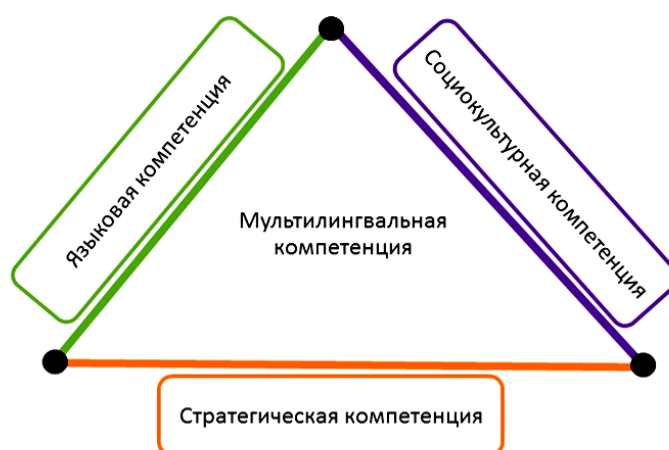 Языковая компетенция
Социокультурная компетенция
Мультилингвальная
компетенция
Стратегическая компетенция